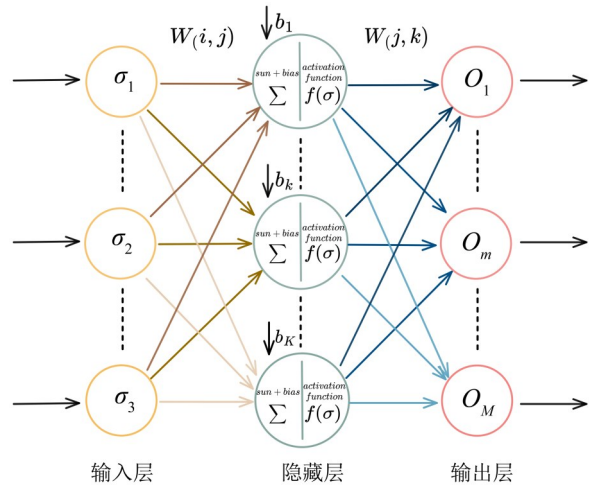 W(i, j) b1 W(j, k)
σ1 sun+bias ∑ activation function f(σ) O1
bk
σ2 sun+bias ∑ activation function f(σ) Om
bK
σ3 sun+bias ∑ activation function f(σ) OM
输入层 隐藏层 输出层